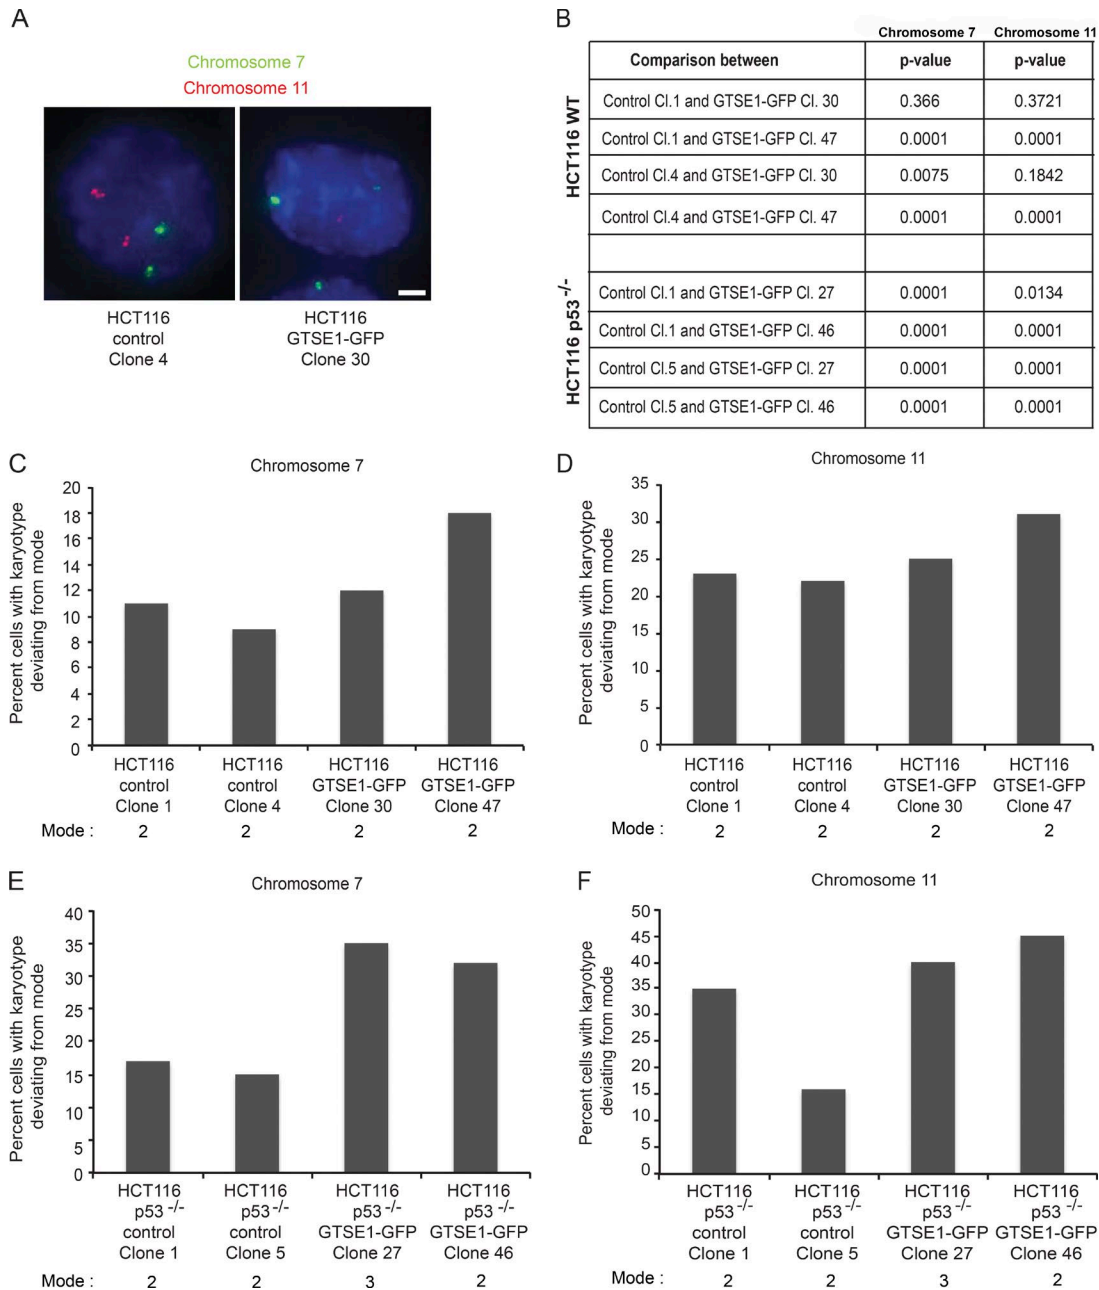 A
Chromosome 7
Chromosome 11
HCT116
control
Clone 4
HCT116
GTSE1-GFP
Clone 30
B
Chromosome 7 Chromosome 11
Comparison between p-value p-value
HCT116 WT
Control Cl.1 and GTSE1-GFP Cl. 30 0.366 0.3721
Control Cl.1 and GTSE1-GFP Cl. 47 0.0001 0.0001
Control Cl.4 and GTSE1-GFP Cl. 30 0.0075 0.1842
Control Cl.4 and GTSE1-GFP Cl. 47 0.0001 0.0001
HCT116 p53-/-
Control Cl.1 and GTSE1-GFP Cl. 27 0.0001 0.0134
Control Cl.1 and GTSE1-GFP Cl. 46 0.0001 0.0001
Control Cl.5 and GTSE1-GFP Cl. 27 0.0001 0.0001
Control Cl.5 and GTSE1-GFP Cl. 46 0.0001 0.0001
C
Chromosome 7
Percent cells with karyotype
deviating from mode
20
18
16
14
12
10
8
6
4
2
0
HCT116 HCT116 HCT116 HCT116
control control GTSE1-GFP GTSE1-GFP
Clone 1 Clone 4 Clone 30 Clone 47
Mode : 2 2 2 2
D
Chromosome 11
Percent cells with karyotype
deviating from mode
35
30
25
20
15
10
5
0
HCT116 HCT116 HCT116 HCT116
control control GTSE1-GFP GTSE1-GFP
Clone 1 Clone 4 Clone 30 Clone 47
Mode : 2 2 2 2
E
Chromosome 7
Percent cells with karyotype
deviating from mode
40
35
30
25
20
15
10
5
0
HCT116 HCT116 HCT116 HCT116
p53 -/- p53 -/- p53 -/- p53 -/-
control control GTSE1-GFP GTSE1-GFP
Clone 1 Clone 5 Clone 27 Clone 46
Mode : 2 2 3 2
F
Chromosome 11
Percent cells with karyotype
deviating from mode
50
45
40
35
30
25
20
15
10
5
0
HCT116 HCT116 HCT116 HCT116
p53 -/- p53 -/- p53 -/- p53 -/-
control control GTSE1-GFP GTSE1-GFP
Clone 1 Clone 5 Clone 27 Clone 46
Mode : 2 2 3 2